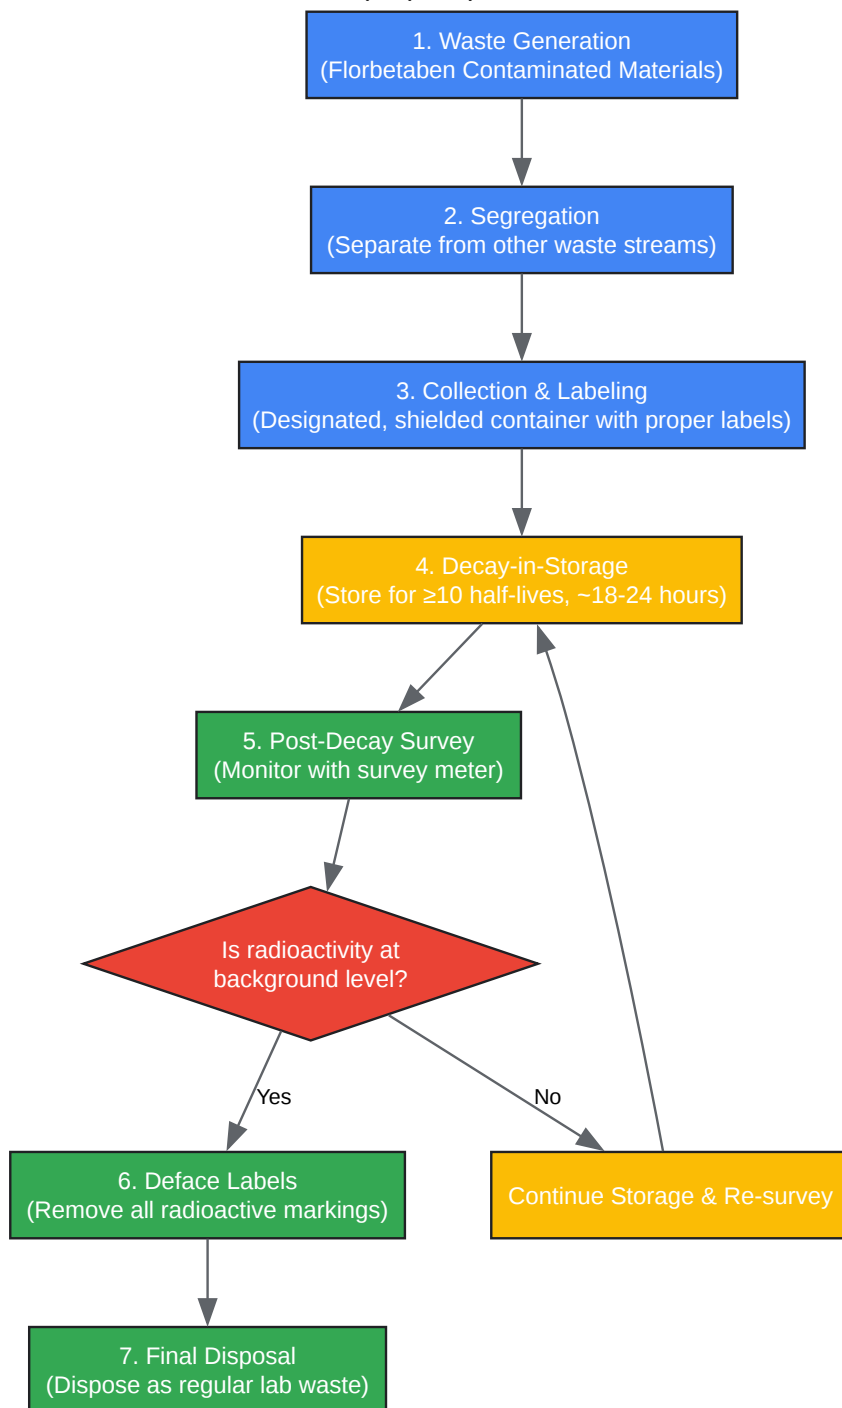 1. Waste Generation
(Florbetaben Contaminated Materials)
2. Segregation
(Separate from other waste streams)
3. Collection & Labeling
(Designated, shielded container with proper labels)
4. Decay-in-Storage
(Store for ≥10 half-lives, ~18-24 hours)
5. Post-Decay Survey
(Monitor with survey meter)
Is radioactivity at
background level?
Yes
No
6. Deface Labels
(Remove all radioactive markings)
Continue Storage & Re-survey
7. Final Disposal
(Dispose as regular lab waste)